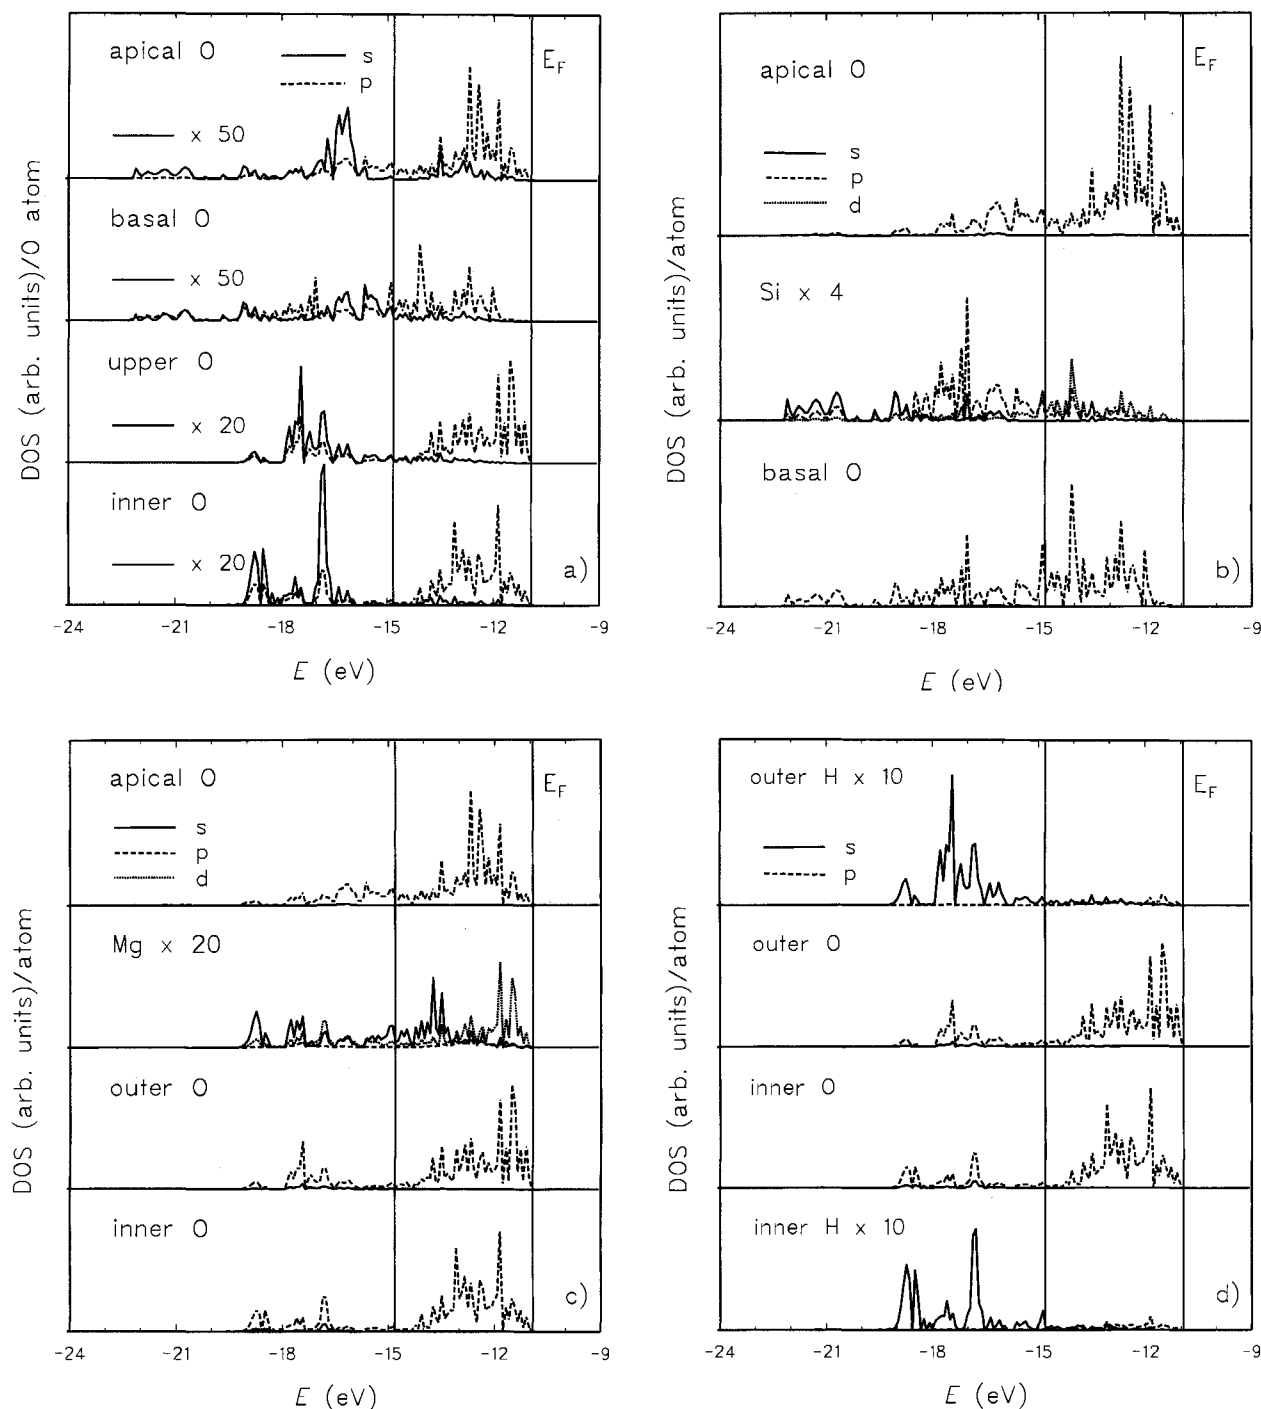 apical O
s
p
E_F
x 50
basal O
x 50
upper O
x 20
inner O
x 20
a)
DOS (arb. units)/O atom
-24 -21 -18 -15 -12 -9
E (eV)
apical O
E_F
s
p
d
Si x 4
basal O
b)
DOS (arb. units)/atom
-24 -21 -18 -15 -12 -9
E (eV)
apical O
E_F
s
p
d
Mg x 20
outer O
inner O
c)
DOS (arb. units)/atom
-24 -21 -18 -15 -12 -9
E (eV)
outer H x 10
E_F
s
p
outer O
inner O
inner H x 10
d)
DOS (arb. units)/atom
-24 -21 -18 -15 -12 -9
E (eV)